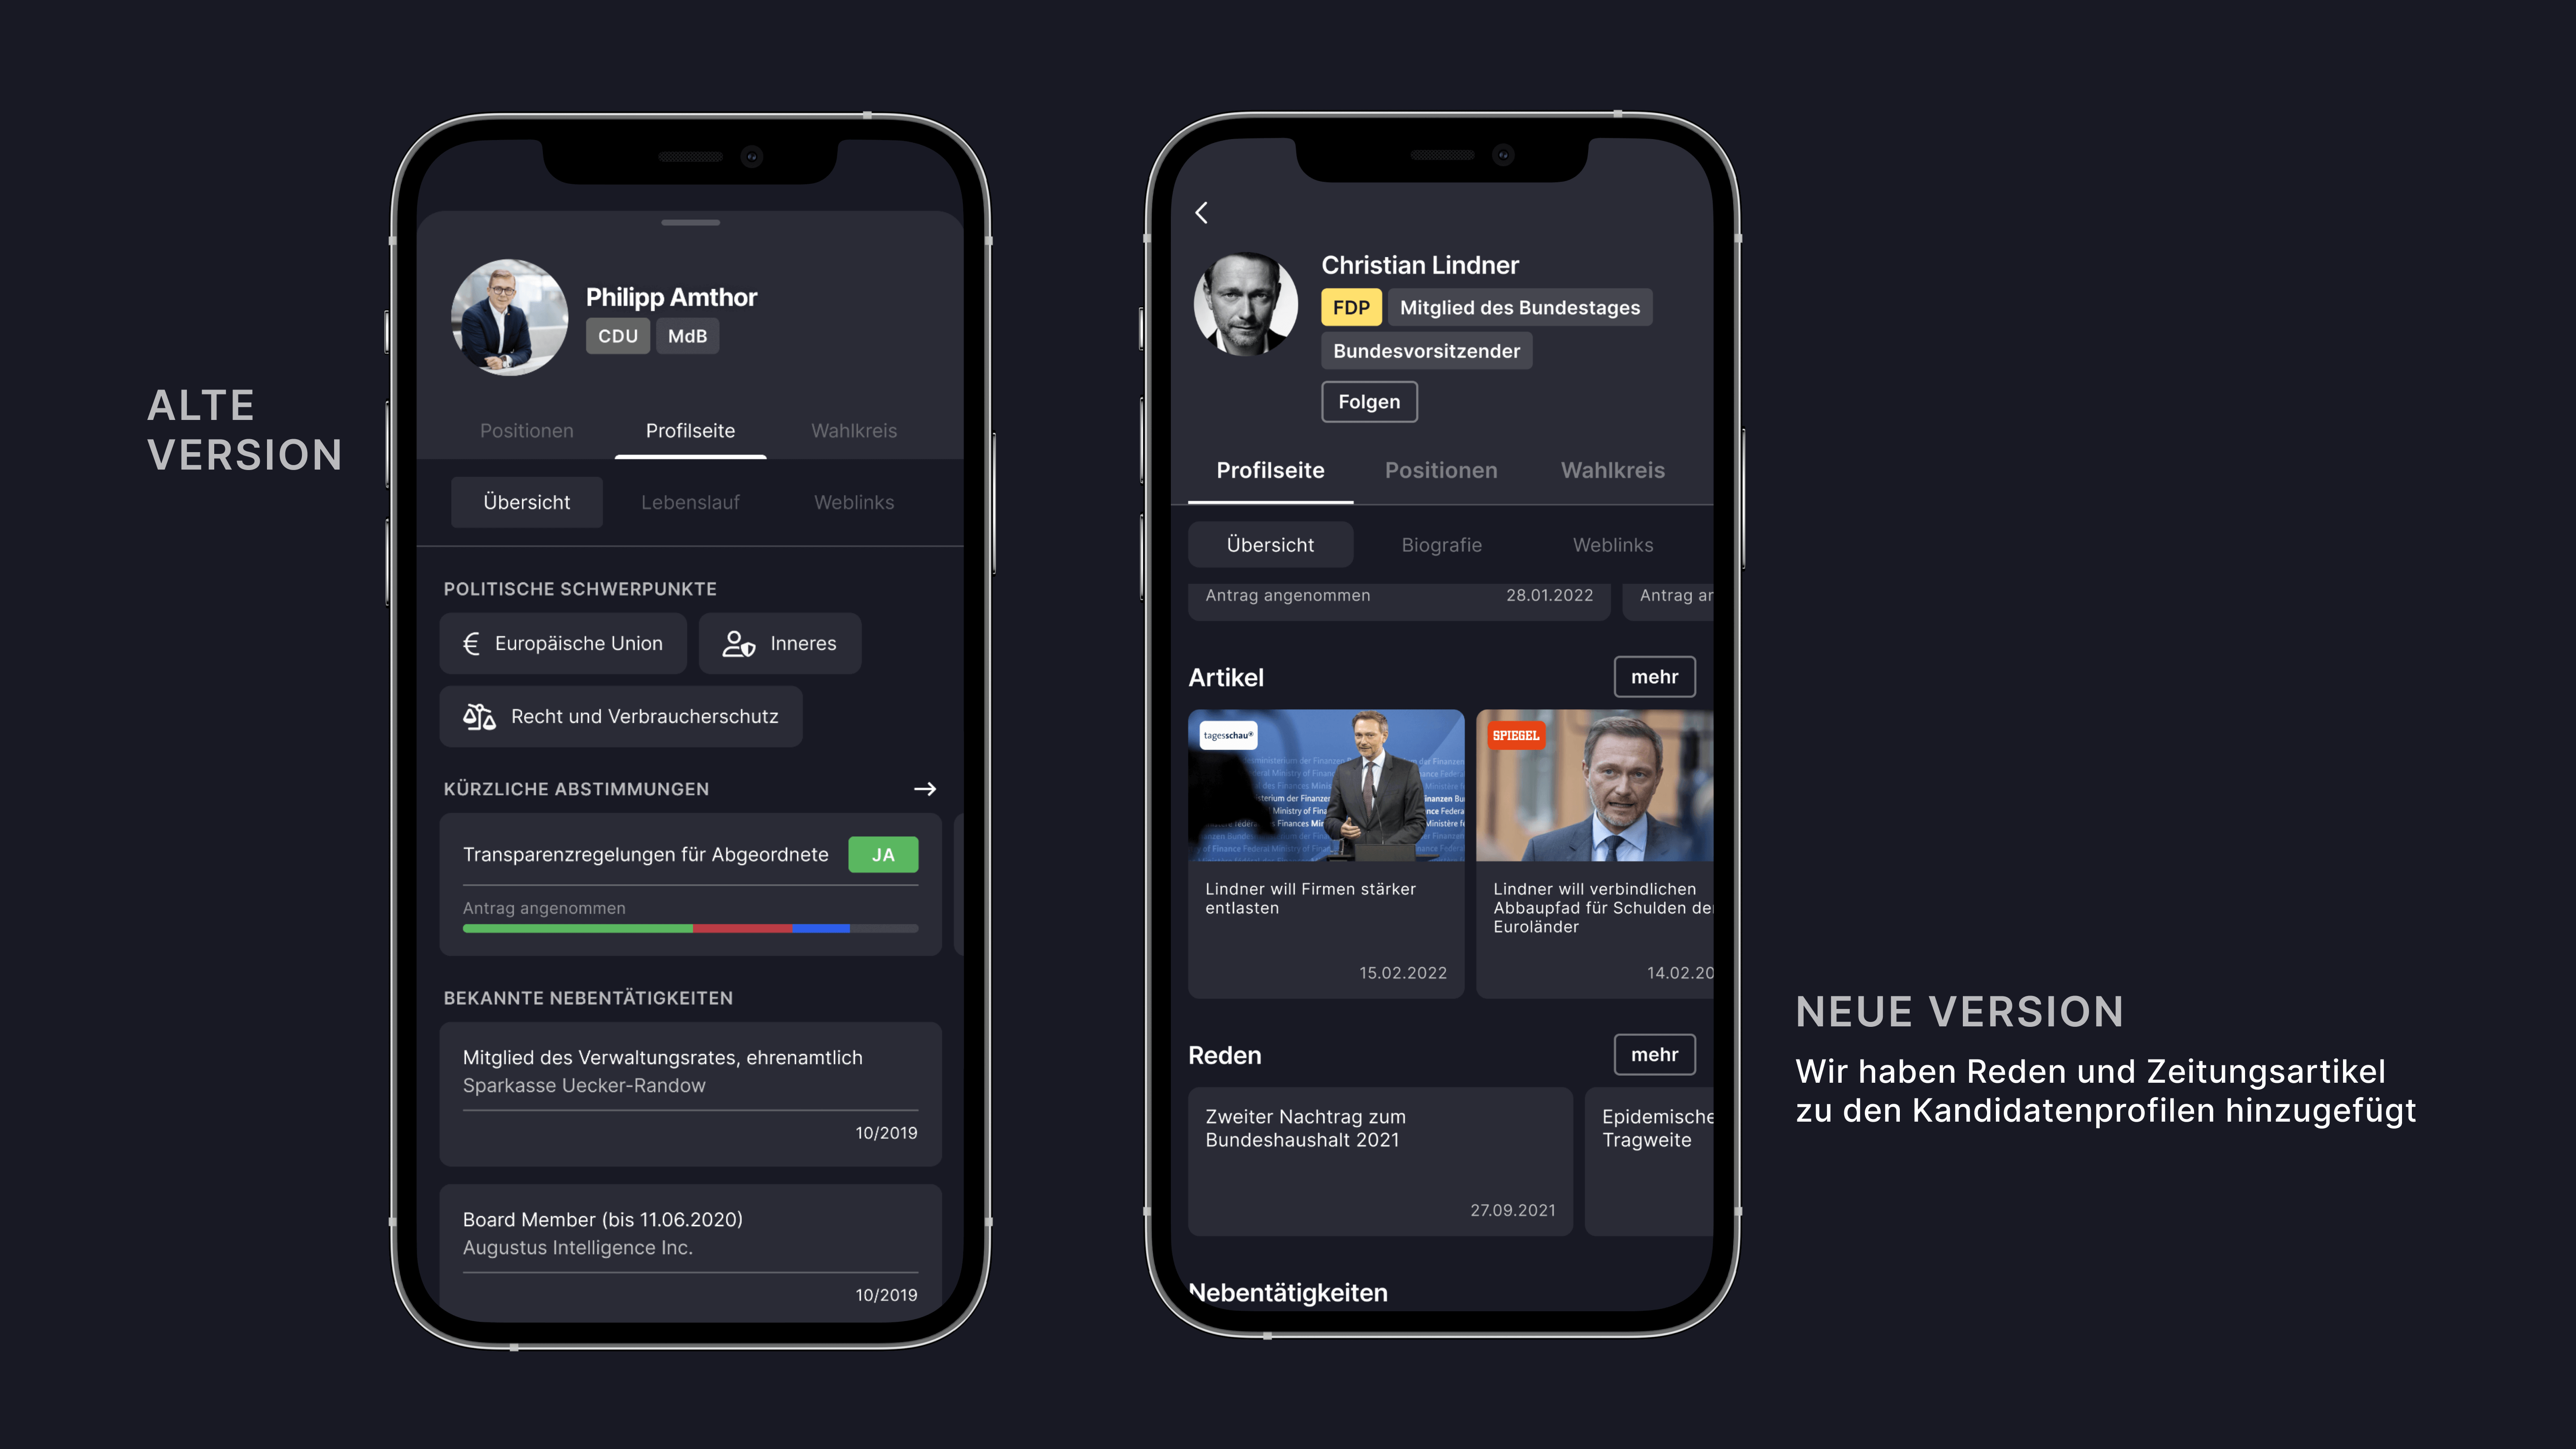 ALTE
VERSION
Philipp Amthor
CDU MdB
Positionen Profilseite Wahlkreis
Übersicht Lebenslauf Weblinks
POLITISCHE SCHWERPUNKTE
€ Europäische Union Inneres
Recht und Verbraucherschutz
KÜRZLICHE ABSTIMMUNGEN
Transparenzregelungen für Abgeordnete JA
Antrag angenommen
BEKANNTE NEBENTÄTIGKEITEN
Mitglied des Verwaltungsrates, ehrenamtlich
Sparkasse Uecker-Randow
10/2019
Board Member (bis 11.06.2020)
Augustus Intelligence Inc.
10/2019
Christian Lindner
FDP Mitglied des Bundestages
Bundesvorsitzender
Folgen
Profilseite Positionen Wahlkreis
Übersicht Biografie Weblinks
Antrag angenommen 28.01.2022 Antrag
Artikel mehr
tagesschau
SPIEGEL
Lindner will Firmen stärker
entlasten
15.02.2022
Lindner will verbindlichen
Abbaupfad für Schulden
Euroländer
14.02.20
Reden mehr
Zweiter Nachtrag zum
Bundeshaushalt 2021
27.09.2021
Epidemische
Tragweite
Nebentätigkeiten
NEUE VERSION
Wir haben Reden und Zeitungsartikel
zu den Kandidatenprofilen hinzugefügt